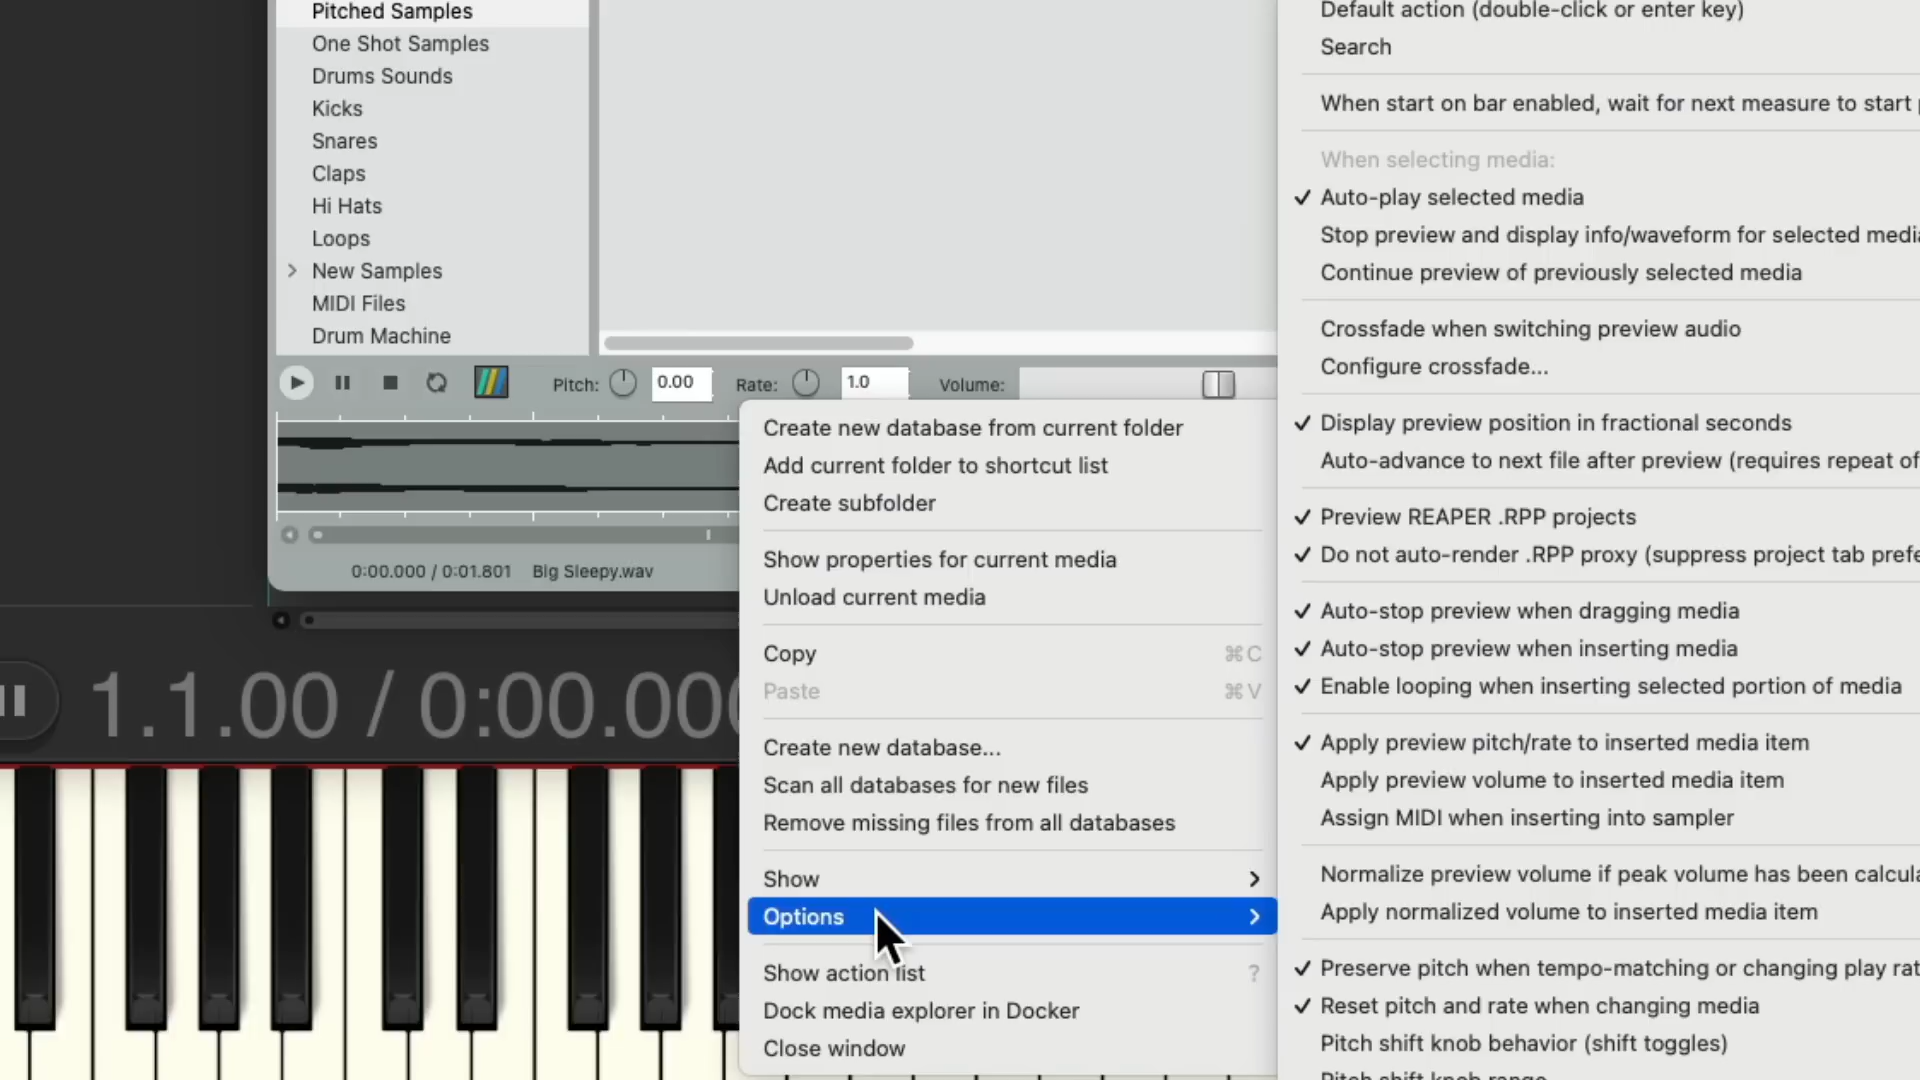 Pitched Samples
One Shot Samples
Drums Sounds
Kicks
Snares
Claps
Hi Hats
Loops
New Samples
MIDI Files
Drum Machine
Pitch: 0.00 Rate: 1.0 Volume:
0:00.000 / 0:01.801 Big Sleepy.wav
1.1.00 / 0:00.000
Create new database from current folder
Add current folder to shortcut list
Create subfolder
Show properties for current media
Unload current media
Copy ⌘C
Paste ⌘V
Create new database...
Scan all databases for new files
Remove missing files from all databases
Show
Options
Show action list ?
Dock media explorer in Docker
Close window
Default action (double-click or enter key)
Search
When start on bar enabled, wait for next measure to start
When selecting media:
Auto-play selected media
Stop preview and display info/waveform for selected
Continue preview of previously selected media
Crossfade when switching preview audio
Configure crossfade...
Display preview position in fractional seconds
Auto-advance to next file after preview (requires repeat
Preview REAPER .RPP projects
Do not auto-render .RPP proxy (suppress project tab
Auto-stop preview when dragging media
Auto-stop preview when inserting media
Enable looping when inserting selected portion of media
Apply preview pitch/rate to inserted media item
Apply preview volume to inserted media item
Assign MIDI when inserting into sampler
Normalize preview volume if peak volume has been
Apply normalized volume to inserted media item
Preserve pitch when tempo-matching or changing play
Reset pitch and rate when changing media
Pitch shift knob behavior (shift toggles)
Pitch shift knob range